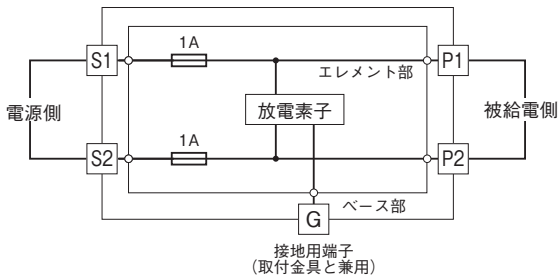 1A
S1
エレメント部
P1
電源側
放電素子
被給電側
1A
S2
P2
G
ベース部
接地用端子
(取付金具と兼用)